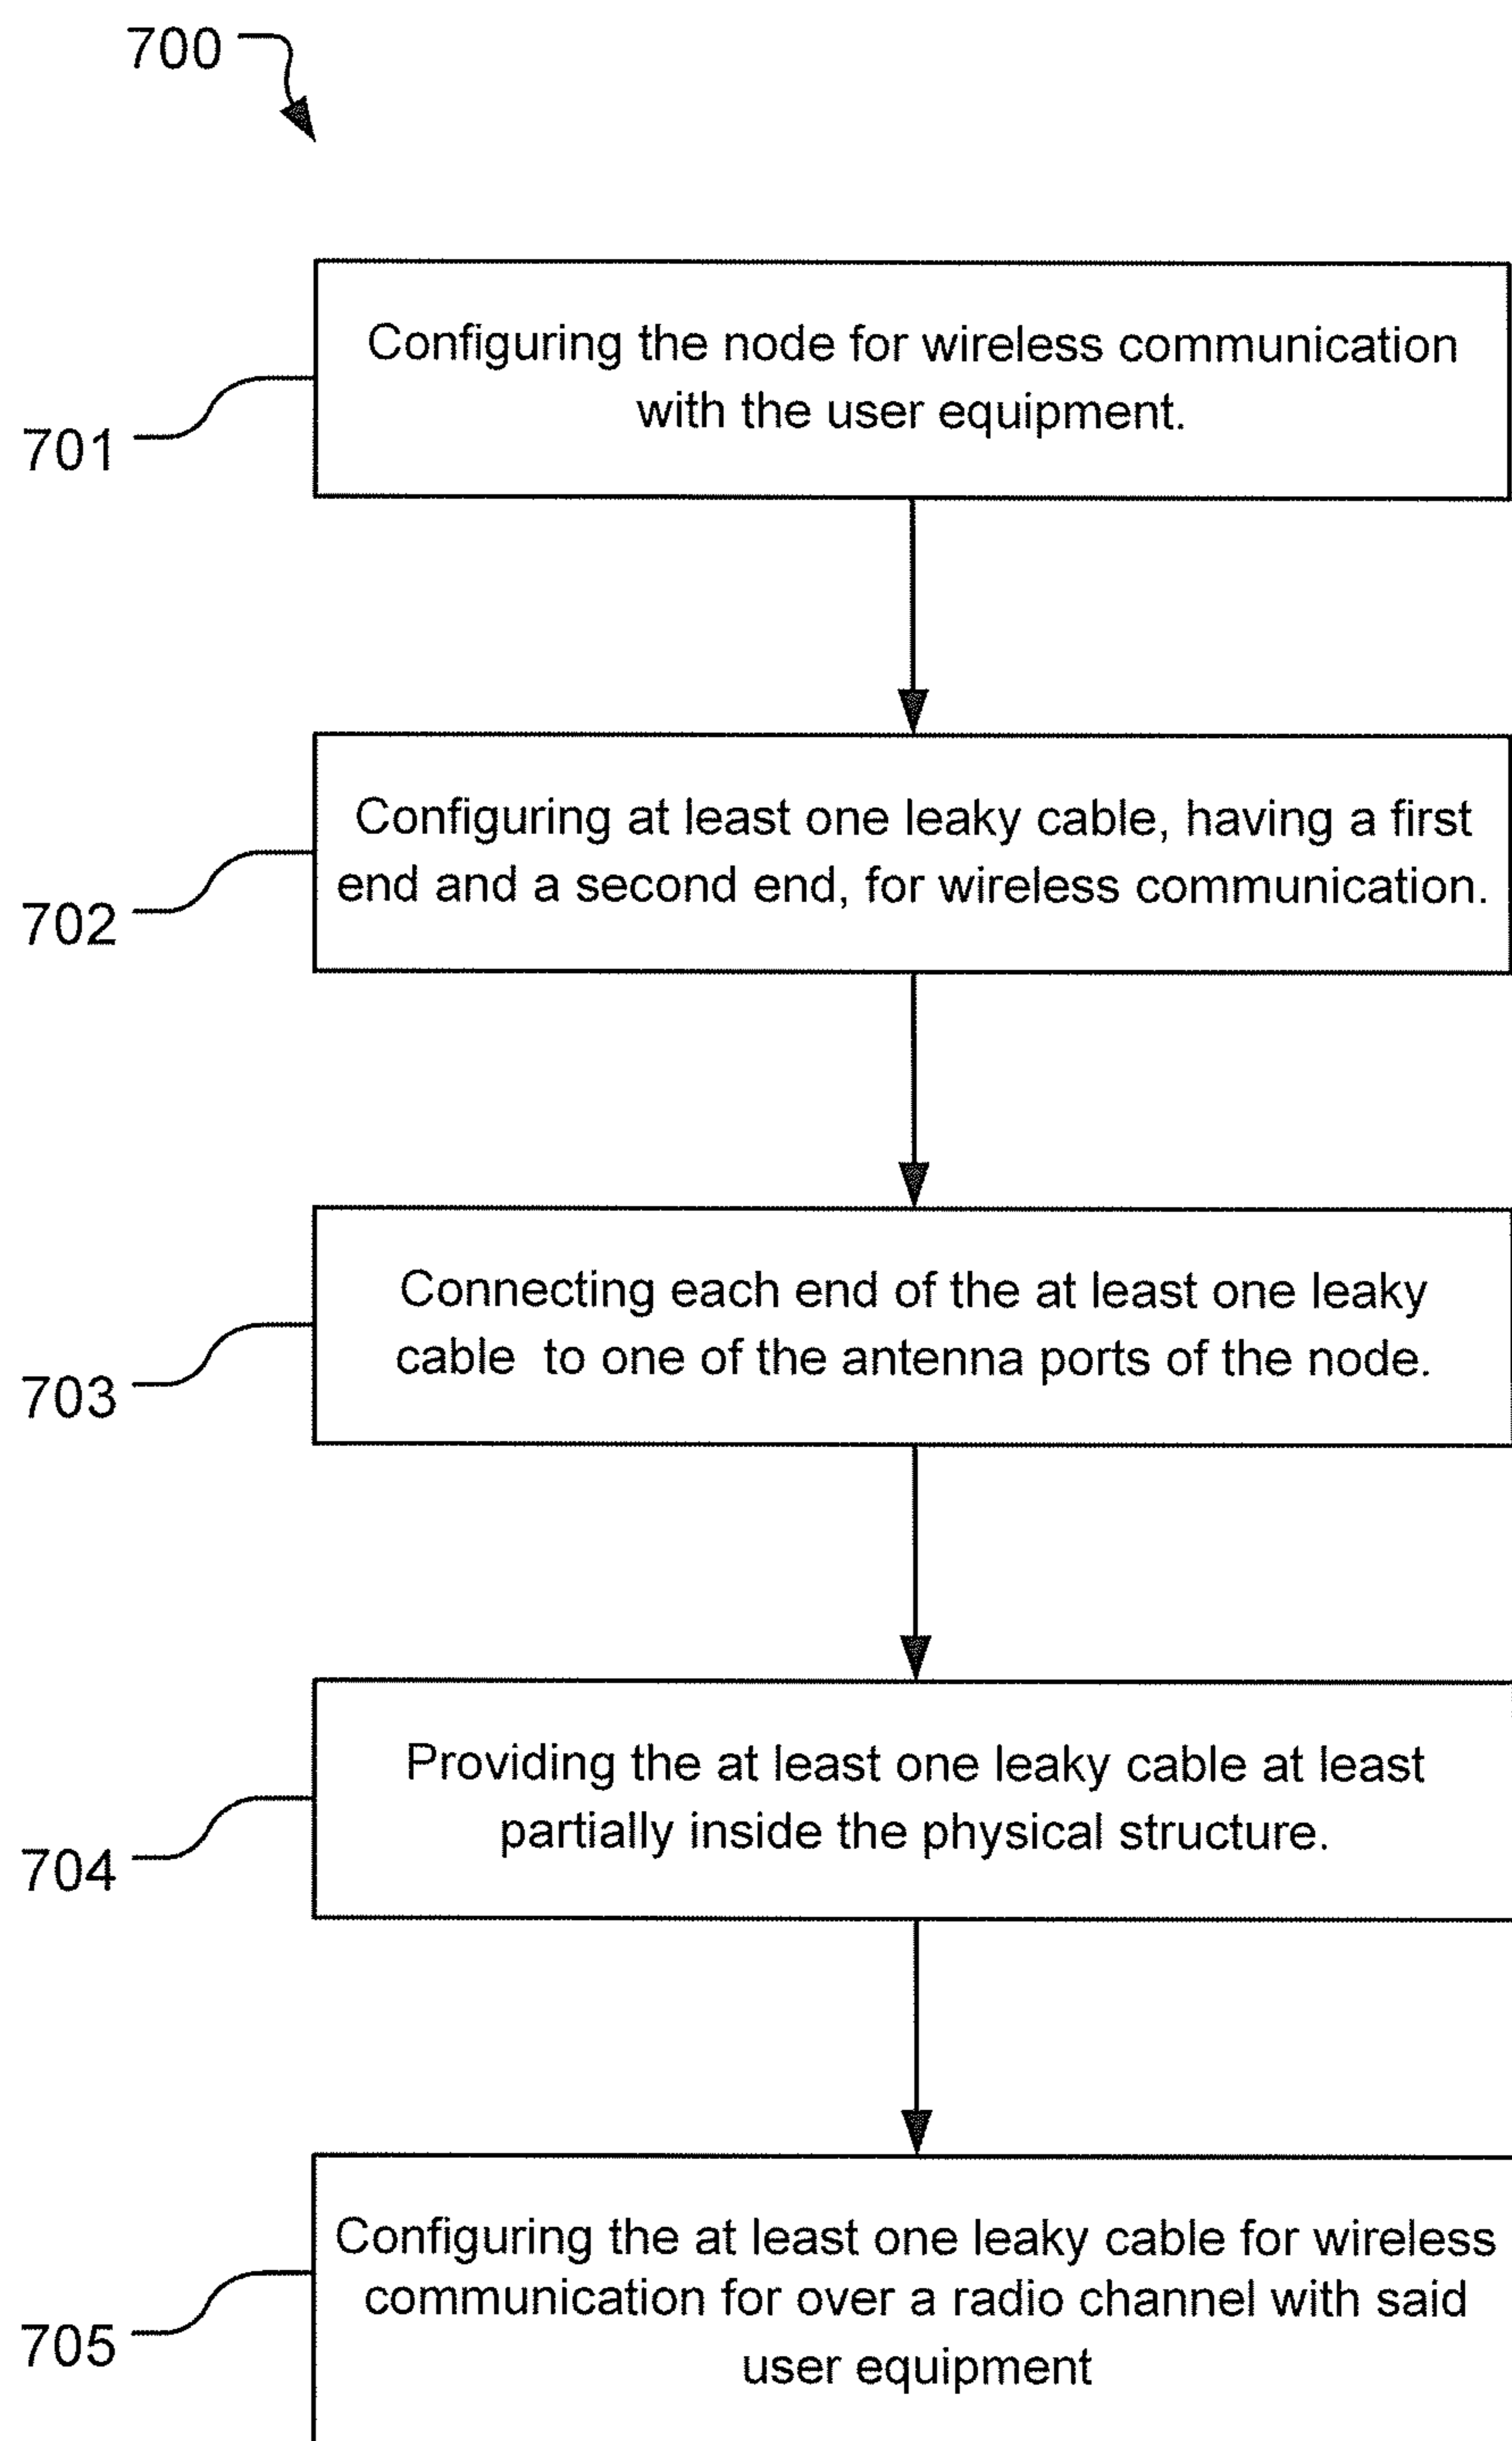 700
Configuring the node for wireless communication
with the user equipment.
701
Configuring at least one leaky cable, having a first
end and a second end, for wireless communication.
702
Connecting each end of the at least one leaky
cable  to one of the antenna ports of the node.
703
Providing the at least one leaky cable at least
partially inside the physical structure.
704
Configuring the at least one leaky cable for wireless
communication for over a radio channel with said
user equipment
705